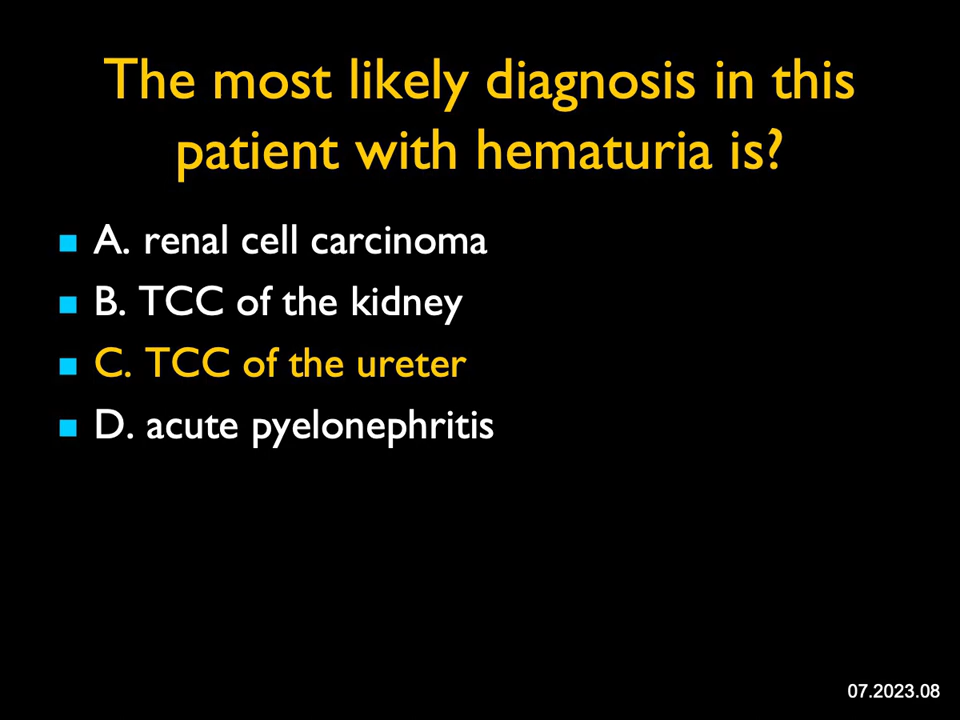 The most likely diagnosis in this
patient with hematuria is?
A. renal cell carcinoma
B. TCC of the kidney
C. TCC of the ureter
D. acute pyelonephritis
07.2023.08